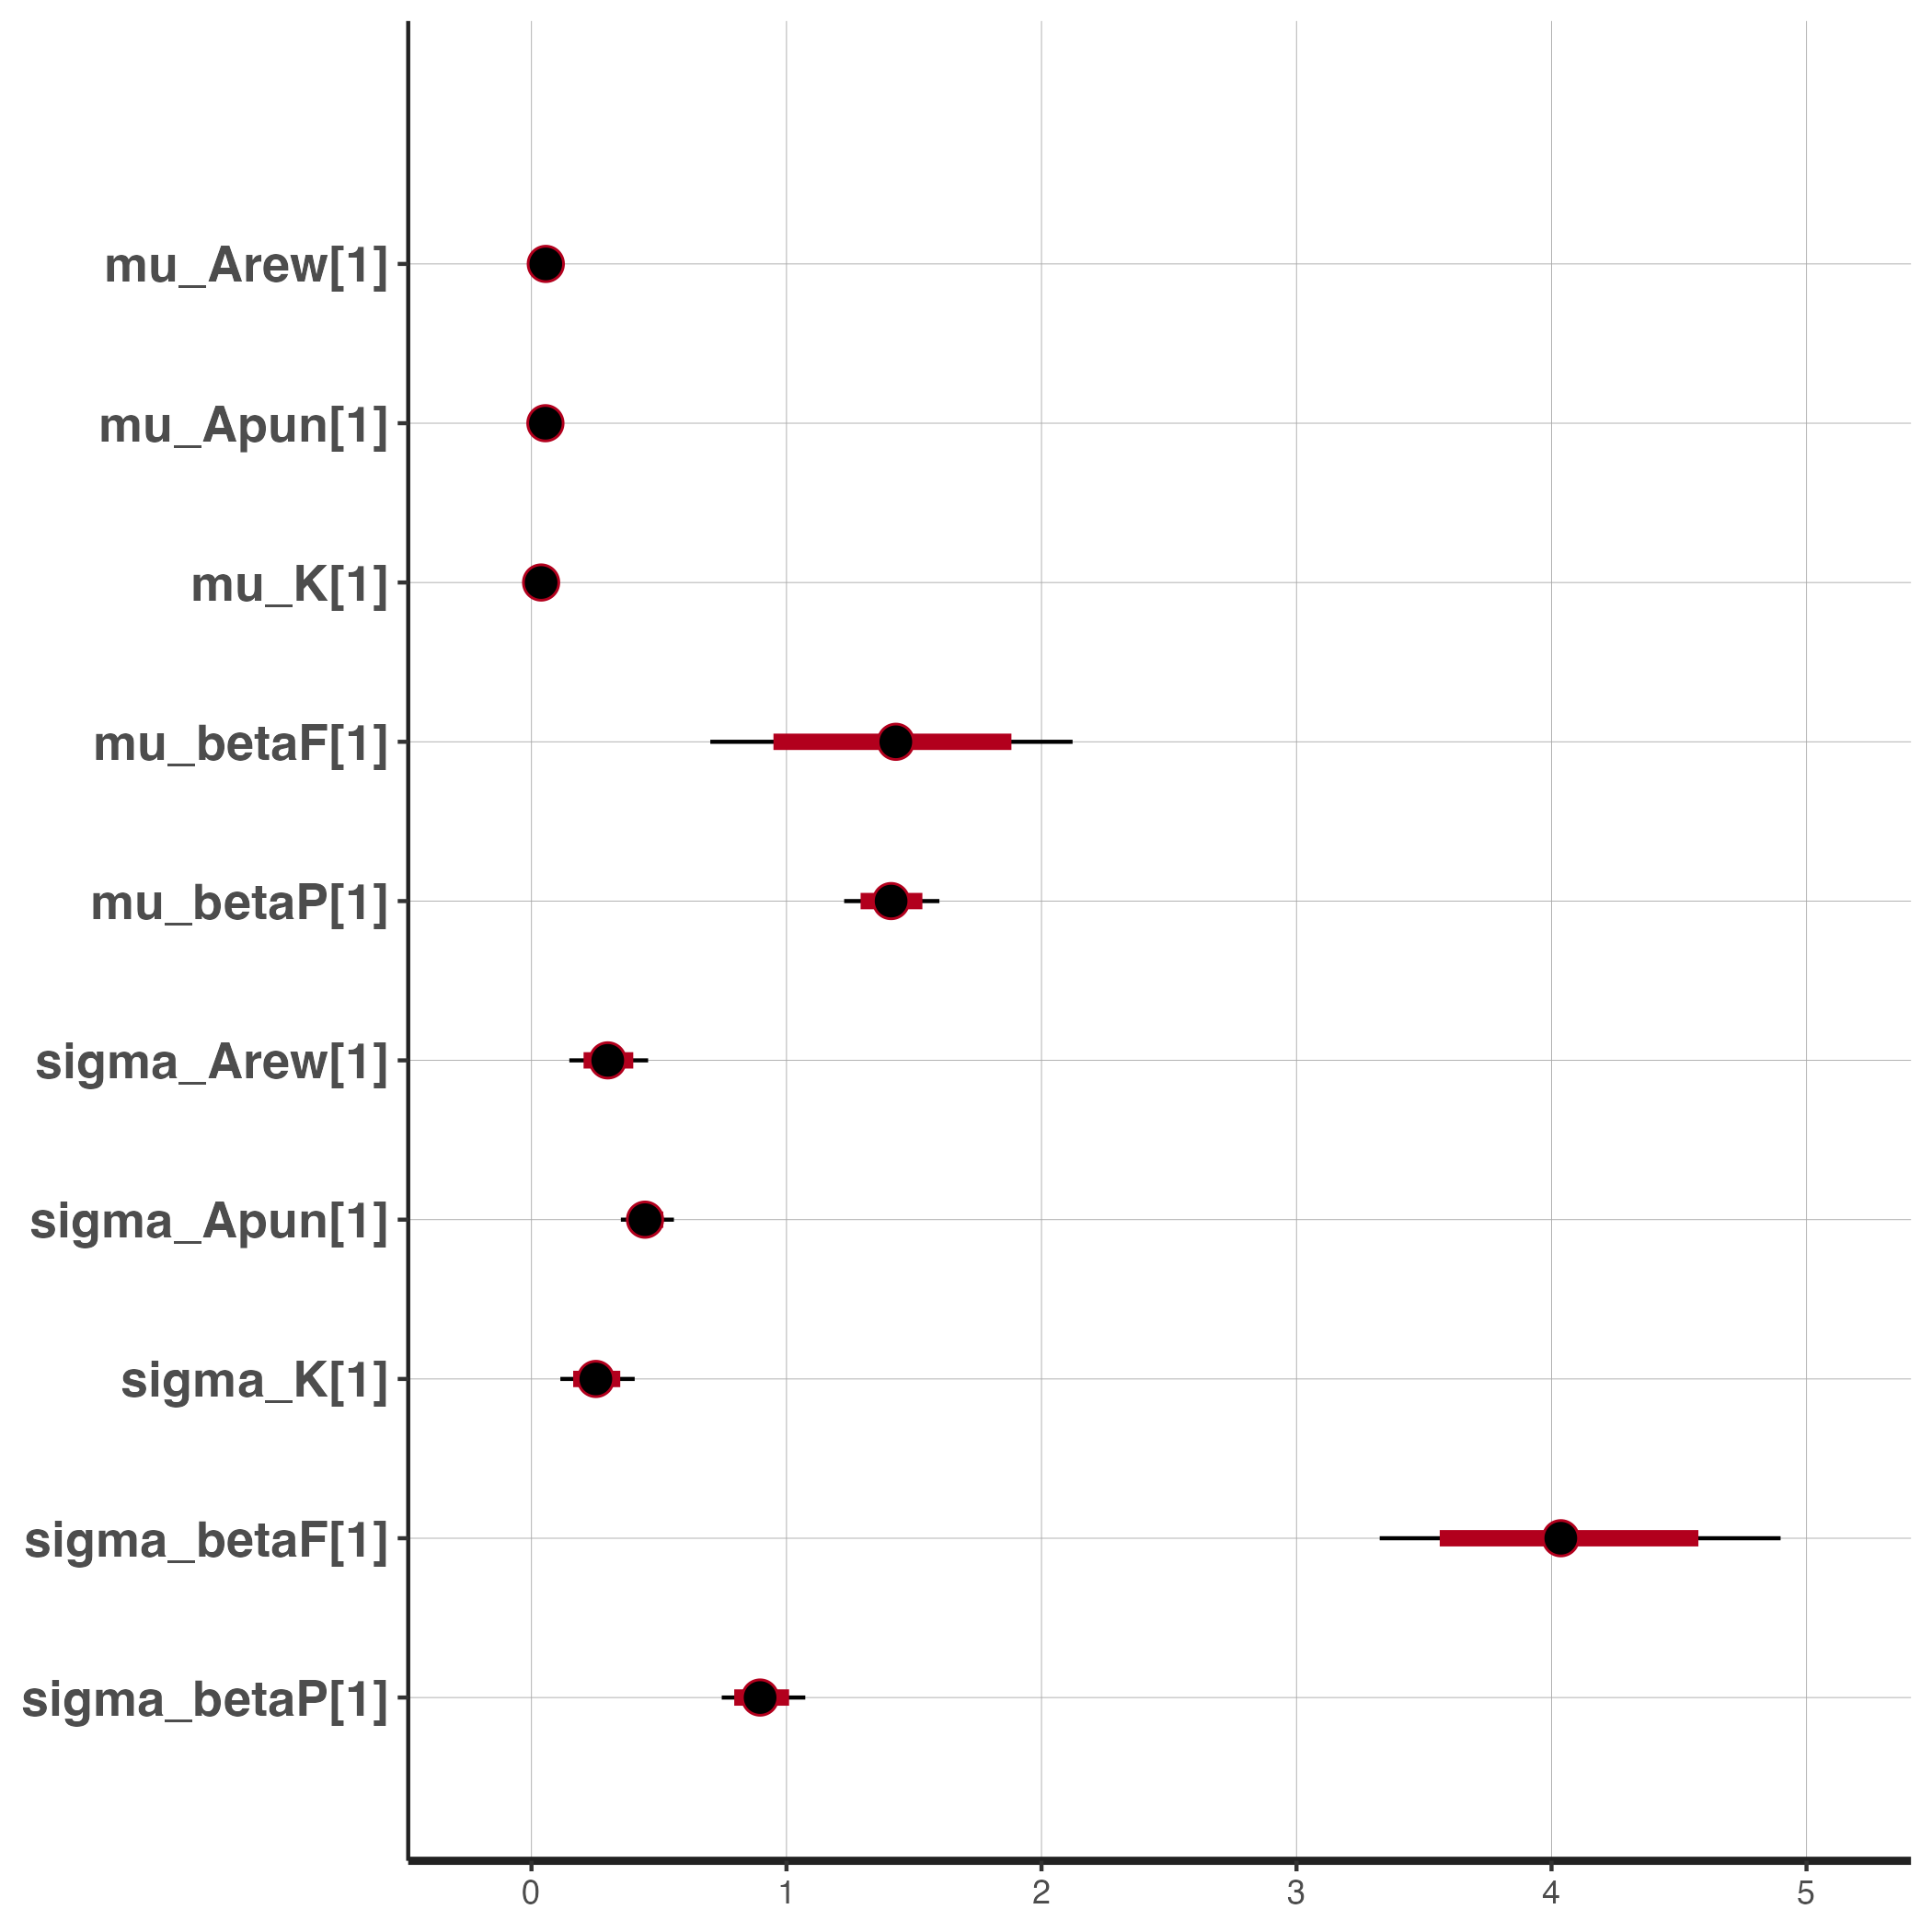 mu_Arew[1]
mu_Apun[1]
mu_K[1]
mu_betaF[1]
mu_betaP[1]
sigma_Arew[1]
sigma_Apun[1]
sigma_K[1]
sigma_betaF[1]
sigma_betaP[1]
0 1 2 3 4 5